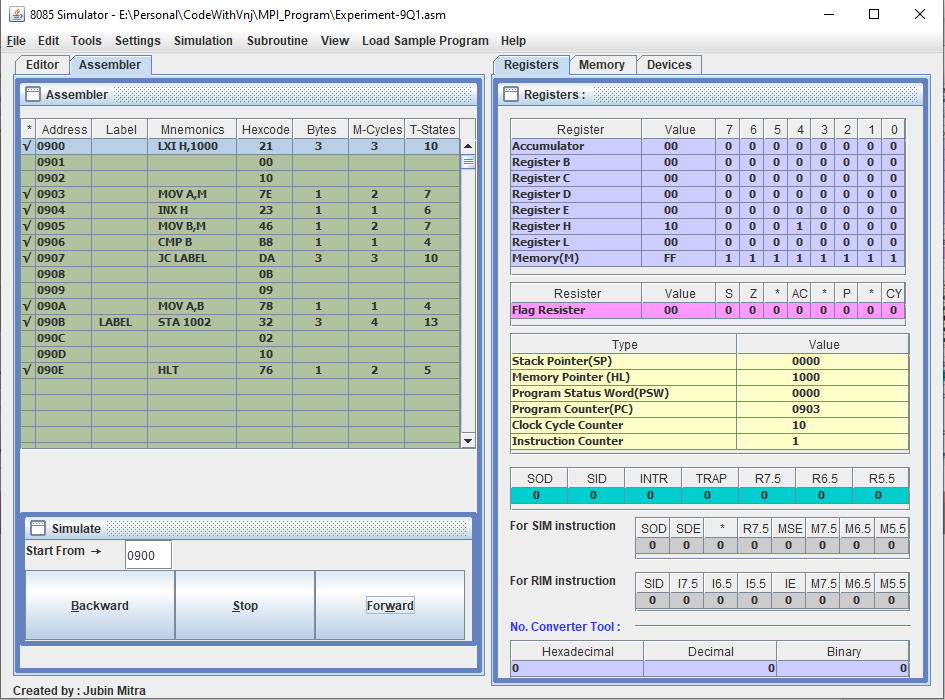 8085 Simulator - E:\Personal\CodeWithVnj\MPI_Program\Experiment-9Q1.asm
File Edit Tools Settings Simulation Subroutine View Load Sample Program Help
Editor Assembler
Assembler
* Address Label Mnemonics Hexcode Bytes M-Cycles T-States
√ 0900 LXI H,1000 21 3 3 10
0901 00
0902 10
√ 0903 MOV A,M 7E 1 2 7
√ 0904 INX H 23 1 1 6
√ 0905 MOV B,M 46 1 2 7
√ 0906 CMP B B8 1 1 4
√ 0907 JC LABEL DA 3 3 10
0908 0B
0909 09
√ 090A MOV A,B 78 1 1 4
√ 090B LABEL STA 1002 32 3 4 13
090C 02
090D 10
√ 090E HLT 76 1 2 5
Simulate
Start From → 0900
Backward Stop Forward
Created by : Jubin Mitra
Registers Memory Devices
Registers :
Register Value 7 6 5 4 3 2 1 0
Accumulator 00 0 0 0 0 0 0 0 0
Register B 00 0 0 0 0 0 0 0 0
Register C 00 0 0 0 0 0 0 0 0
Register D 00 0 0 0 0 0 0 0 0
Register E 00 0 0 0 0 0 0 0 0
Register H 10 0 0 0 1 0 0 0 0
Register L 00 0 0 0 0 0 0 0 0
Memory(M) FF 1 1 1 1 1 1 1 1
Resister Value S Z * AC * P * CY
Flag Resister 00 0 0 0 0 0 0 0 0
Type Value
Stack Pointer(SP) 0000
Memory Pointer (HL) 1000
Program Status Word(PSW) 0000
Program Counter(PC) 0903
Clock Cycle Counter 10
Instruction Counter 1
SOD SID INTR TRAP R7.5 R6.5 R5.5
0 0 0 0 0 0 0
For SIM instruction SOD SDE * R7.5 MSE M7.5 M6.5 M5.5
0 0 0 0 0 0 0 0
For RIM instruction SID I7.5 I6.5 I5.5 IE M7.5 M6.5 M5.5
0 0 0 0 0 0 0 0
No. Converter Tool :
Hexadecimal Decimal Binary
0 0 0